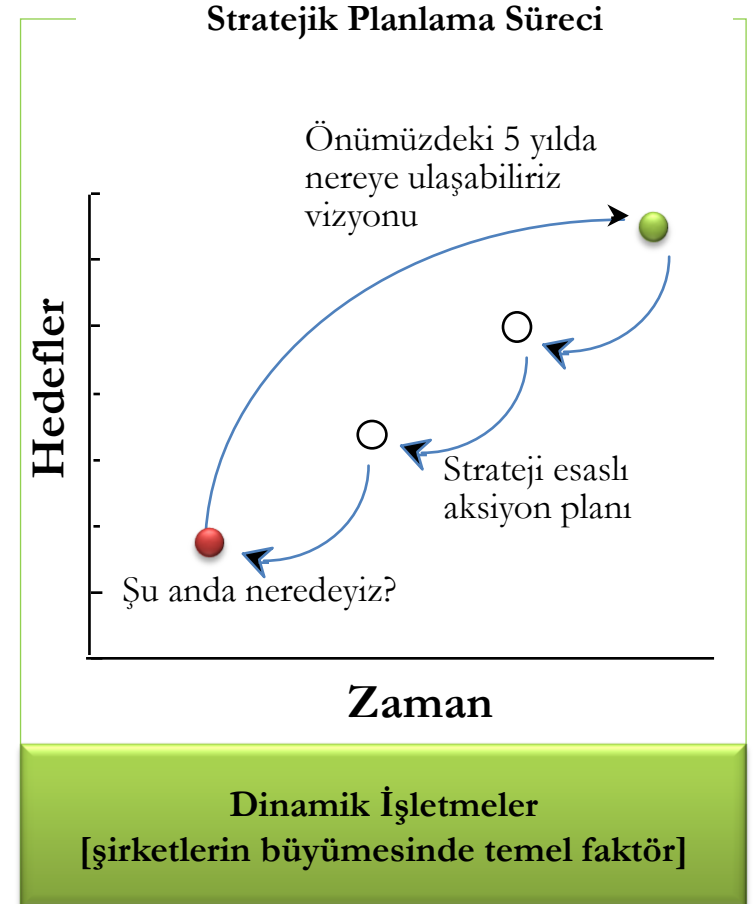 Stratejik Planlama Süreci
Önümüzdeki 5 yılda
nereye ulaşabiliriz
vizyonu
Hedefler
Strateji esaslı
aksiyon planı
Şu anda neredeyiz?
Zaman
Dinamik İşletmeler
[şirketlerin büyümesinde temel faktör]